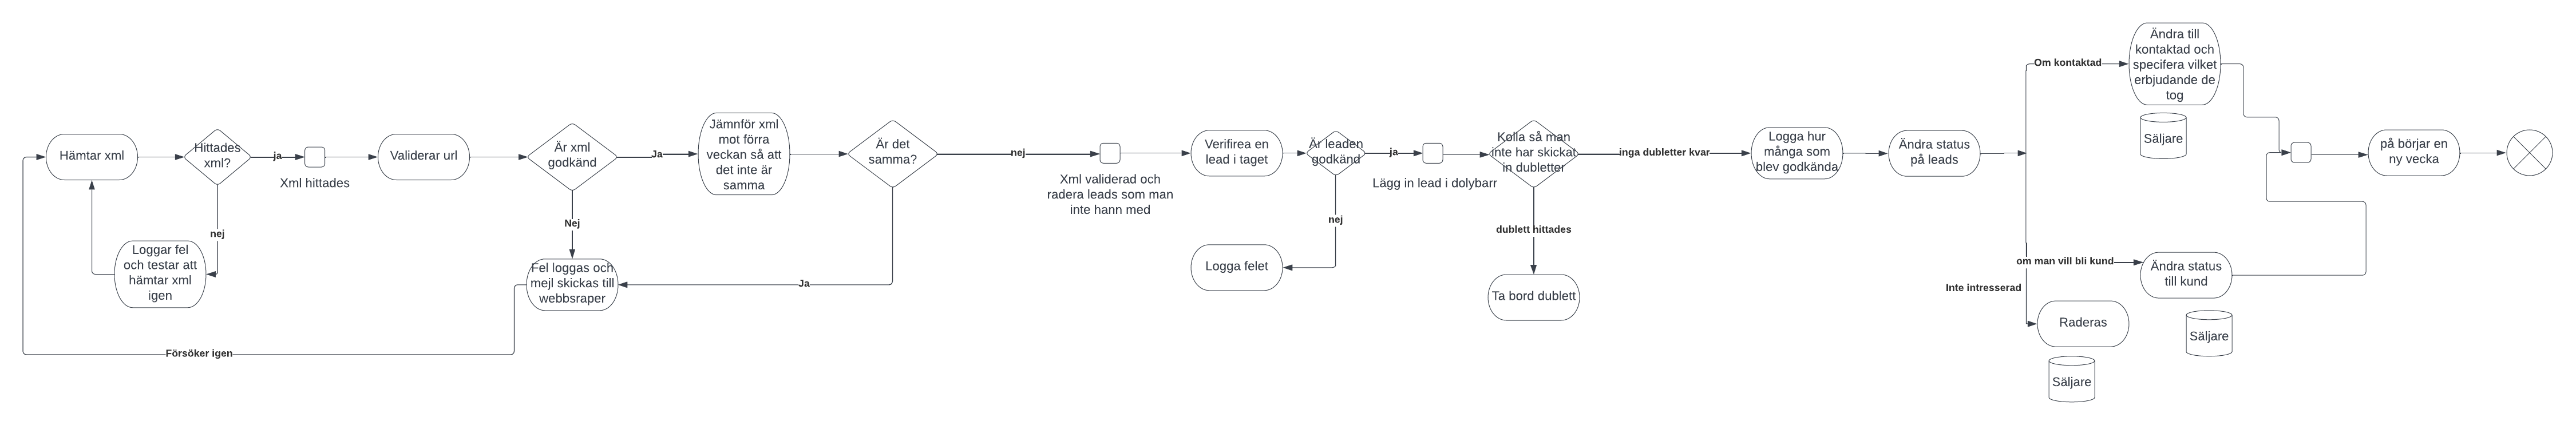 Hämtar xml
Hittades
xml?
ja
Xml hittades
nej
Loggar fel
och testar att
hämtar xml
igen
Validerar url
Är xml
godkänd
Ja
Nej
Fel loggas och
mejl skickas till
webbsraper
Försöker igen
Jämnför xml
mot förra
veckan så att
det inte är
samma
Är det
samma?
Ja
nej
Xml validerad och
radera leads som man
inte hann med
Verifirea en
lead i taget
Är leaden
godkänd
ja
nej
Logga felet
Lägg in lead i dolybarr
Kolla så man
inte har skickat
in dubletter
dublett hittades
Ta bord dublett
inga dubletter kvar
Logga hur
många som
blev godkända
Ändra status
på leads
Om kontaktad
Ändra till
kontaktad och
specifera vilket
erbjudande de
tog
Säljare
om man vill bli kund
Ändra status
till kund
Säljare
Inte intresserad
Raderas
Säljare
på börjar en
ny vecka